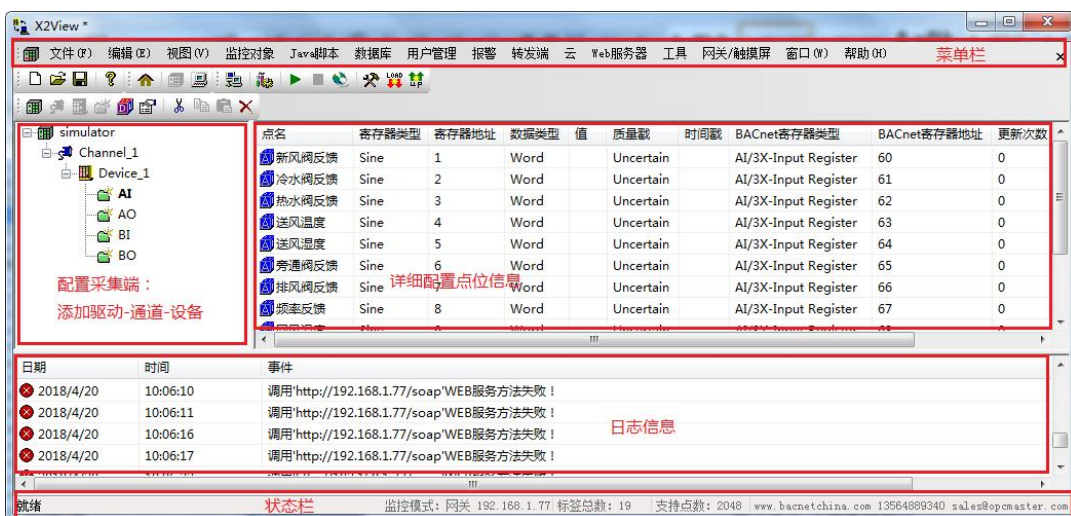 X2View *
文件(F) 编辑(E) 视图(V) 监控对象 Java脚本 数据库 用户管理 报警 转发端 云 Web服务器 工具 网关/触摸屏 窗口(W) 帮助(H) 菜单栏
LOAD UP
simulator
Channel_1
Device_1
AI
AO
BI
BO
配置采集端：
添加驱动-通道-设备
点名 寄存器类型 寄存器地址 数据类型 值 质量戳 时间戳 BACnet寄存器类型 BACnet寄存器地址 更新次数
新风阀反馈 Sine 1 Word Uncertain AI/3X-Input Register 60 0
冷水阀反馈 Sine 2 Word Uncertain AI/3X-Input Register 61 0
热水阀反馈 Sine 3 Word Uncertain AI/3X-Input Register 62 0
送风温度 Sine 4 Word Uncertain AI/3X-Input Register 63 0
送风湿度 Sine 5 Word Uncertain AI/3X-Input Register 64 0
旁通阀反馈 Sine 6 Word Uncertain AI/3X-Input Register 65 0
详细配置点位信息
排风阀反馈 Sine 7 Word Uncertain AI/3X-Input Register 66 0
频率反馈 Sine 8 Word Uncertain AI/3X-Input Register 67 0
日期 时间 事件
2018/4/20 10:06:10 调用'http://192.168.1.77/soap'WEB服务方法失败！
2018/4/20 10:06:11 调用'http://192.168.1.77/soap'WEB服务方法失败！
2018/4/20 10:06:16 调用'http://192.168.1.77/soap'WEB服务方法失败！
日志信息
2018/4/20 10:06:17 调用'http://192.168.1.77/soap'WEB服务方法失败！
就绪 状态栏 监控模式：网关 192.168.1.77 标签总数：19 支持点数：2048 www.bacnetchina.com 13564889340 sales@opcmaster.com